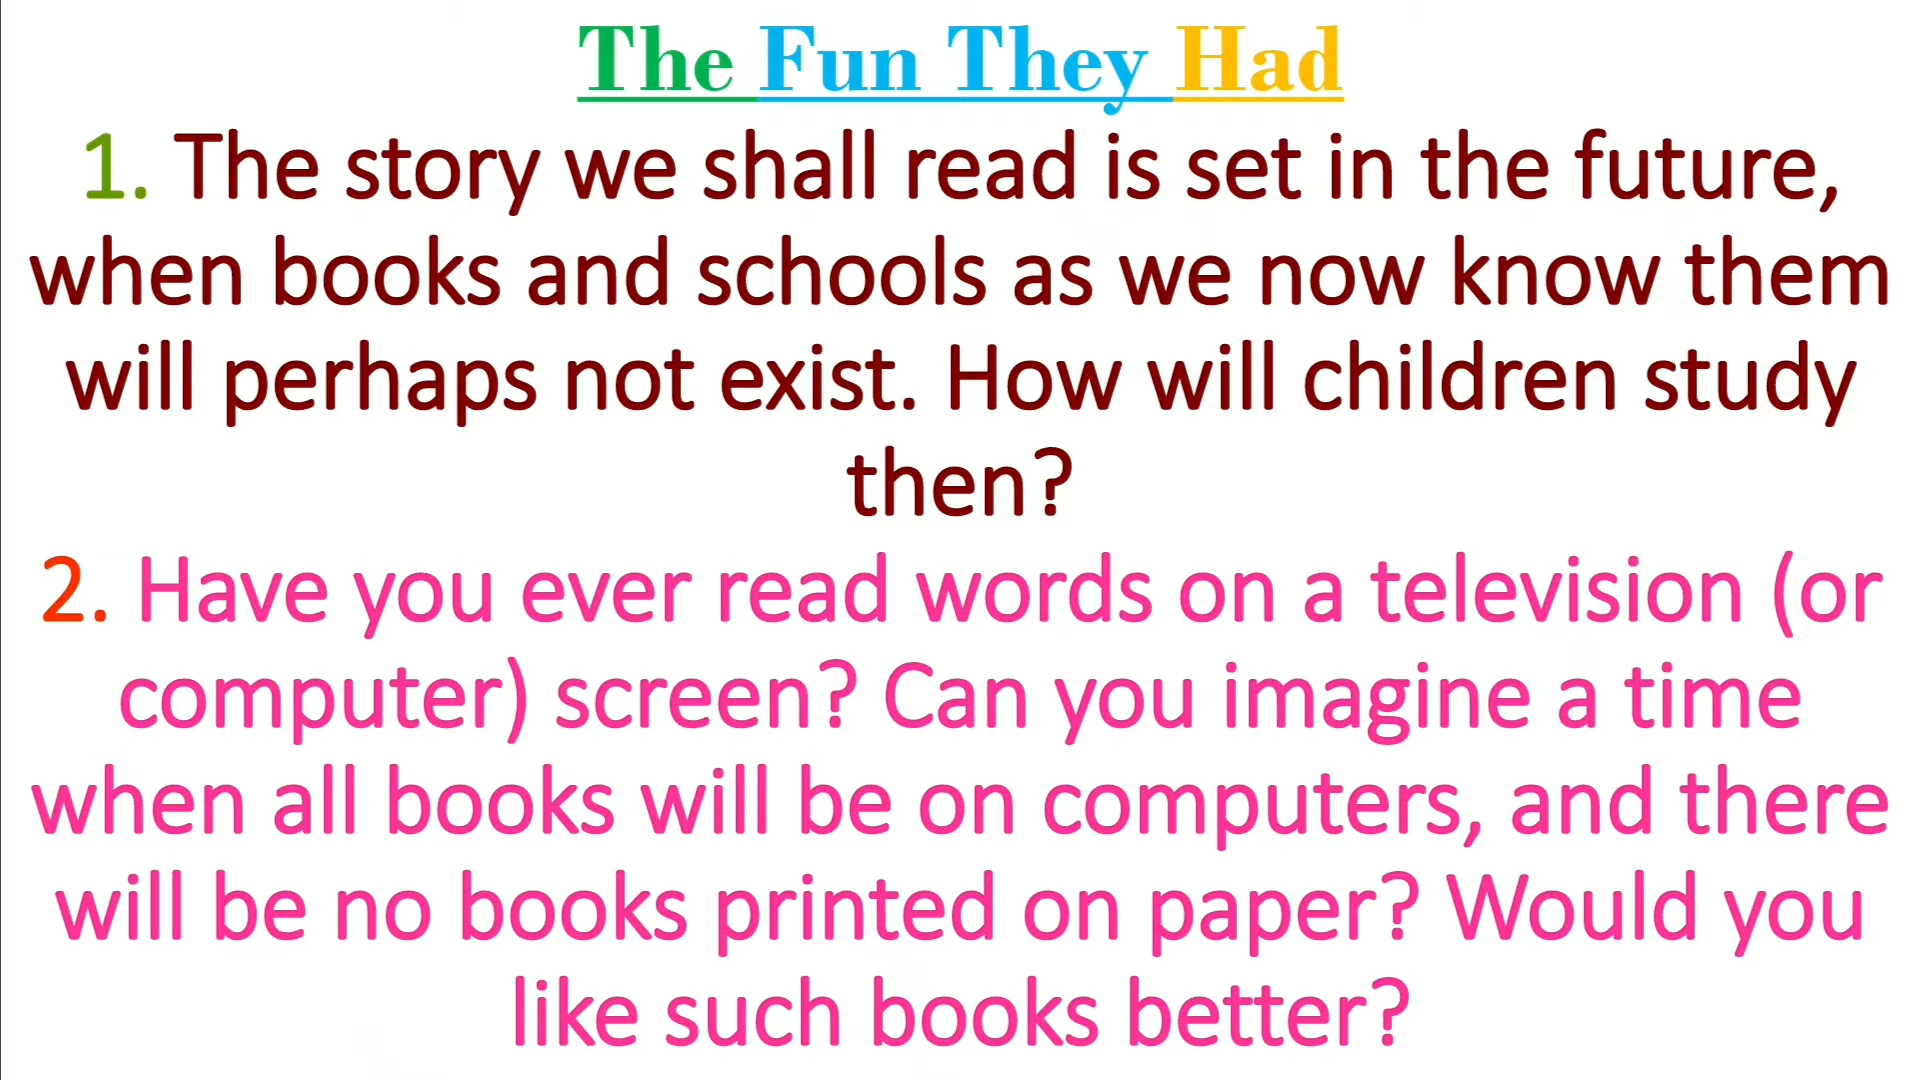 The Fun They Had
1. The story we shall read is set in the future,
when books and schools as we now know them
will perhaps not exist. How will children study
then?
2. Have you ever read words on a television (or
computer) screen? Can you imagine a time
when all books will be on computers, and there
will be no books printed on paper? Would you
like such books better?